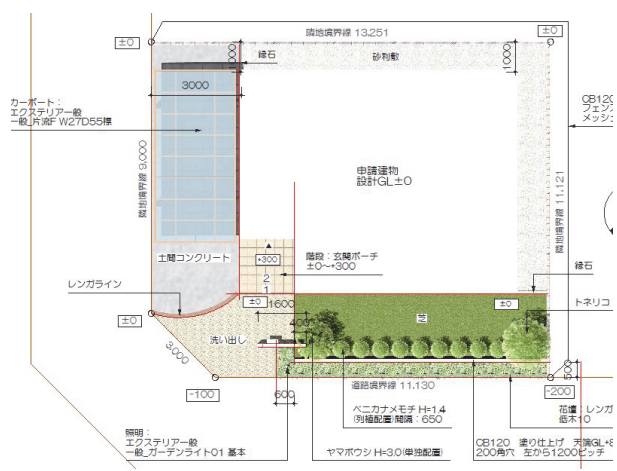 隣地境界線 13.251
±0
±0
縁石
1000
砂利敷
1000
3000
カーポート：
エクステリア一般
一般_片流F W27D55標
CB120
フェンス
メッシュ
隣地境界線 9.000
申請建物
設計GL±0
隣地境界線 11.121
土間コンクリート
+300
階段：玄関ポーチ
±0～+300
2
1
縁石
レンガライン
±0
1600
±0
トネリコ
±0
400
芝
洗い出し
3.000
道路境界線 11.130
500
-100
600
-200
ベニカナメモチ H=1.4
(列植配置)間隔：650
花壇：レンガ
低木10
照明：
エクステリア一般
一般_ガーデンライト01 基本
ヤマボウシ H=3.0(単独配置)
CB120 塗り仕上げ 天端GL+8
200角穴 左から1200ピッチ